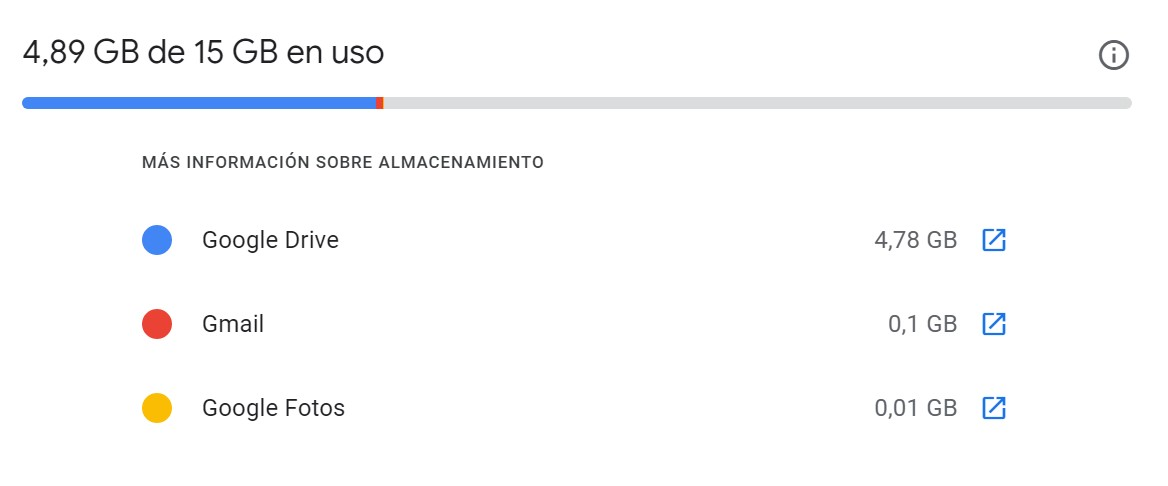 4,89 GB de 15 GB en uso
MÁS INFORMACIÓN SOBRE ALMACENAMIENTO
Google Drive 4,78 GB
Gmail 0,1 GB
Google Fotos 0,01 GB